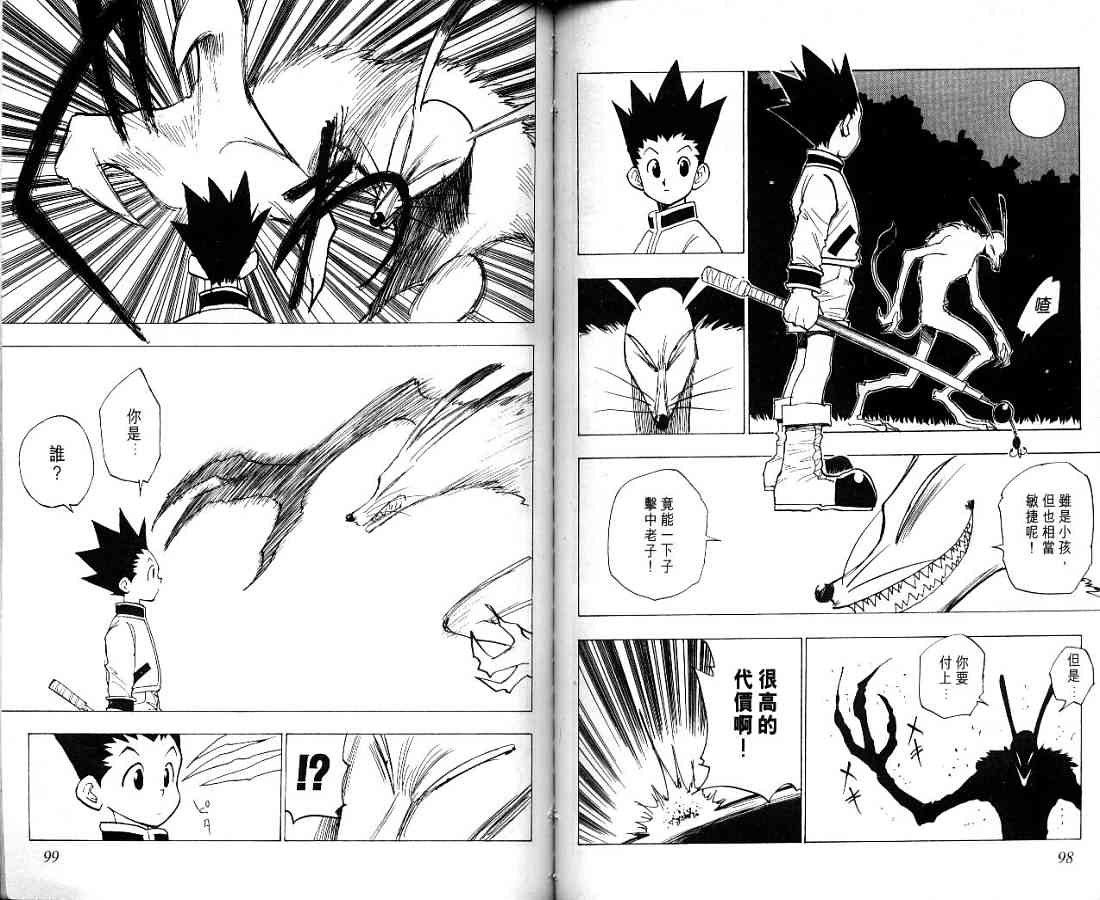 喳
雖是小孩，
但也相當
敏捷呢！
竟能一下子
擊中老子！
但是…
你要
付上…
很高的
代價啊！
98
你是…
誰？
!?
99